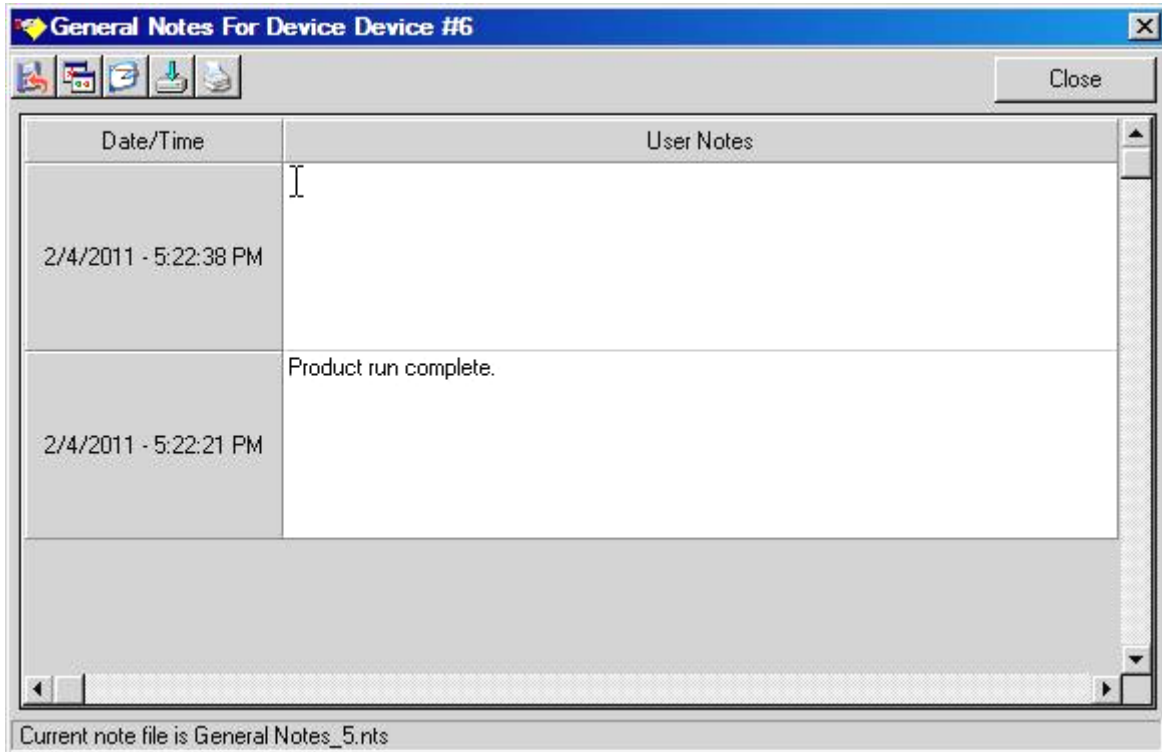 General Notes For Device Device #6
Close
Date/Time User Notes
2/4/2011 - 5:22:38 PM
Product run complete.
2/4/2011 - 5:22:21 PM
Current note file is General Notes_5.nts